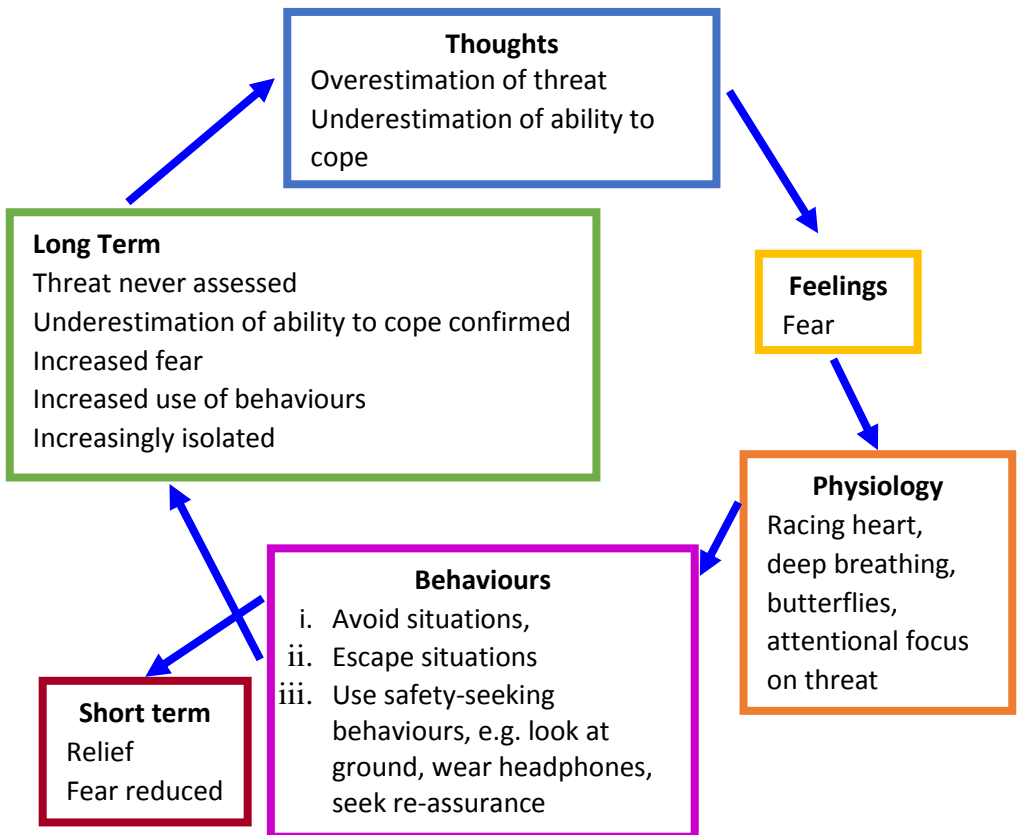 Thoughts
Overestimation of threat
Underestimation of ability to
cope
Feelings
Fear
Physiology
Racing heart,
deep breathing,
butterflies,
attentional focus
on threat
Behaviours
i. Avoid situations,
ii. Escape situations
iii. Use safety-seeking
behaviours, e.g. look at
ground, wear headphones,
seek re-assurance
Short term
Relief
Fear reduced
Long Term
Threat never assessed
Underestimation of ability to cope confirmed
Increased fear
Increased use of behaviours
Increasingly isolated